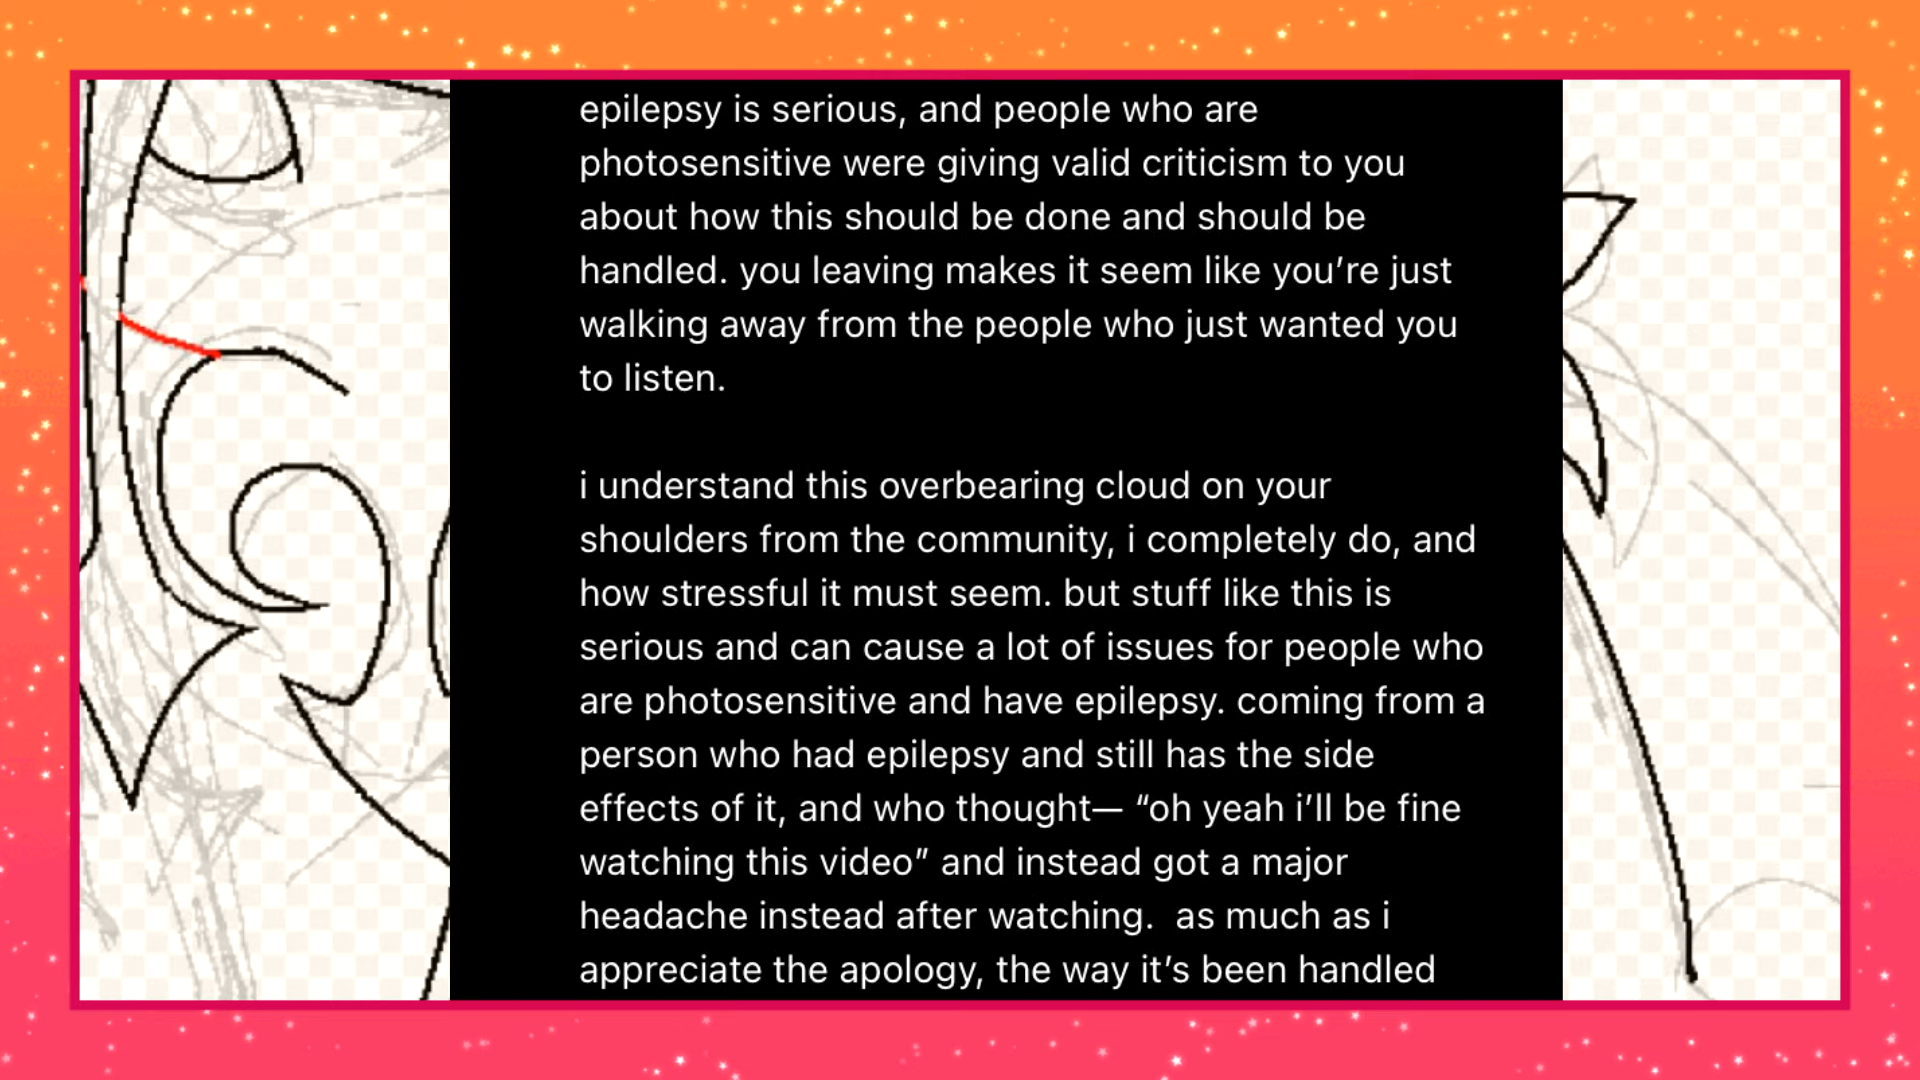 epilepsy is serious, and people who are
photosensitive were giving valid criticism to you
about how this should be done and should be
handled. you leaving makes it seem like you’re just
walking away from the people who just wanted you
to listen.
i understand this overbearing cloud on your
shoulders from the community, i completely do, and
how stressful it must seem. but stuff like this is
serious and can cause a lot of issues for people who
are photosensitive and have epilepsy. coming from a
person who had epilepsy and still has the side
effects of it, and who thought— “oh yeah i’ll be fine
watching this video” and instead got a major
headache instead after watching.  as much as i
appreciate the apology, the way it’s been handled